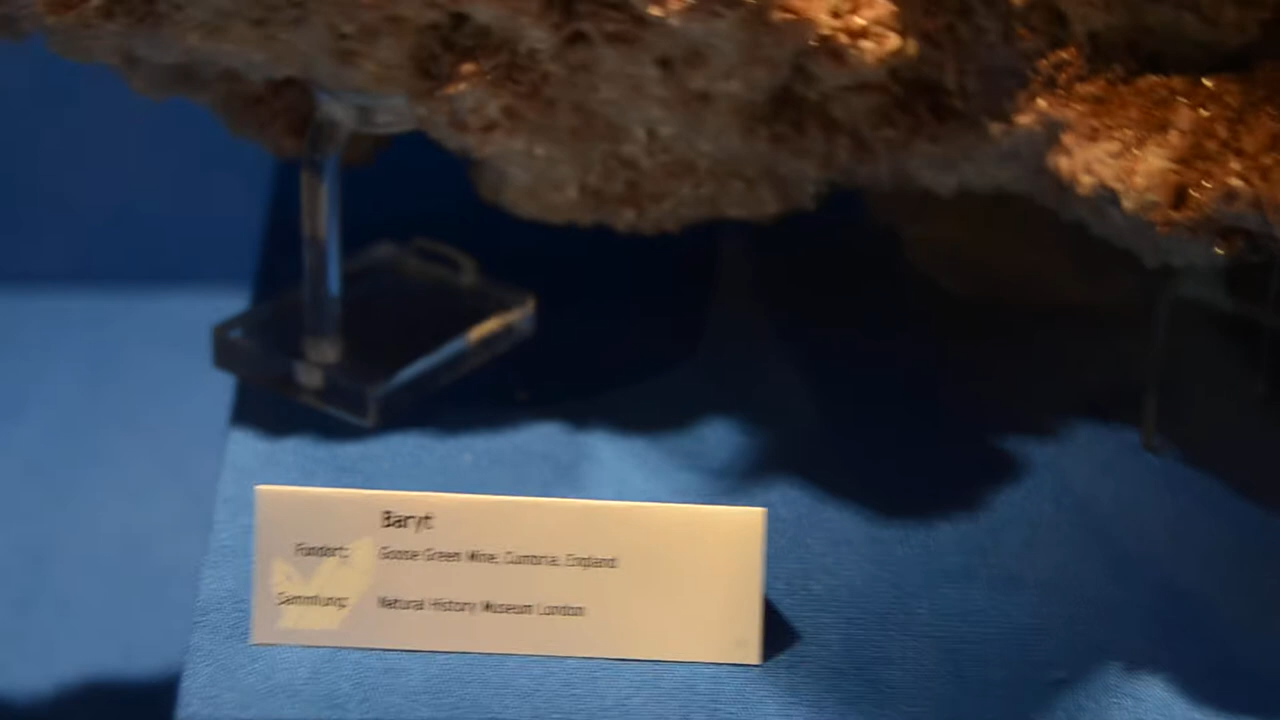 Baryt
Fundort: Goose Green Mine, Cumbria, England
Sammlung: Natural History Museum London